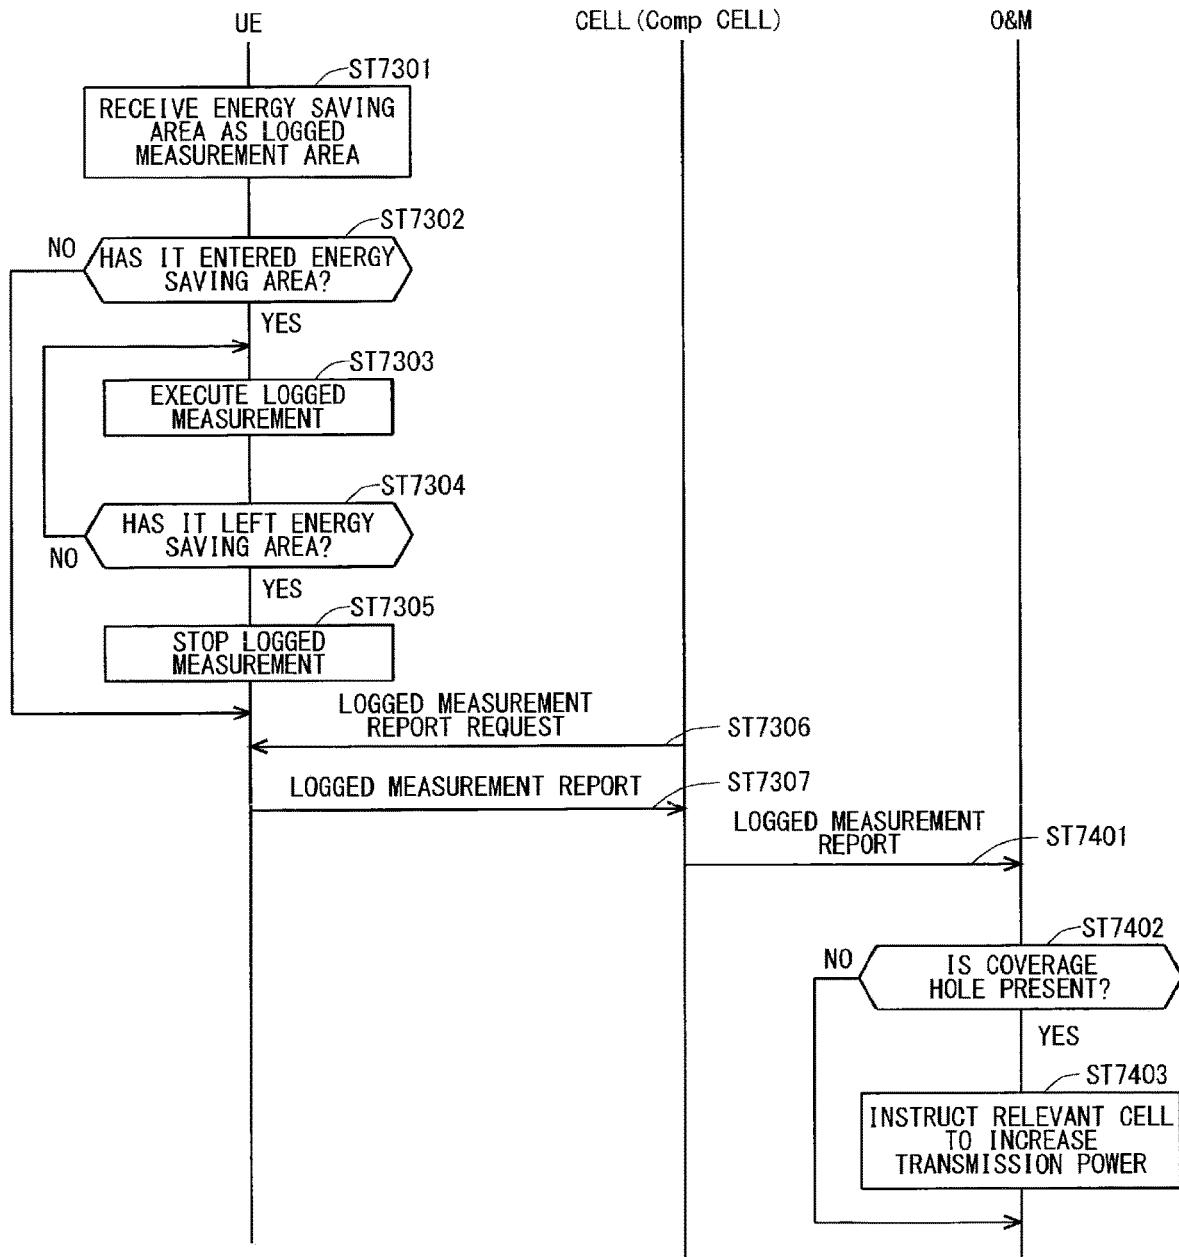 UE
CELL(Comp CELL)
O&M
ST7301
RECEIVE ENERGY SAVING
AREA AS LOGGED
MEASUREMENT AREA
ST7302
NO
HAS IT ENTERED ENERGY
SAVING AREA?
YES
ST7303
EXECUTE LOGGED
MEASUREMENT
ST7304
HAS IT LEFT ENERGY
SAVING AREA?
NO
YES
ST7305
STOP LOGGED
MEASUREMENT
LOGGED MEASUREMENT
REPORT REQUEST
ST7306
LOGGED MEASUREMENT REPORT
ST7307
LOGGED MEASUREMENT
REPORT
ST7401
ST7402
NO
IS COVERAGE
HOLE PRESENT?
YES
ST7403
INSTRUCT RELEVANT CELL
TO INCREASE
TRANSMISSION POWER